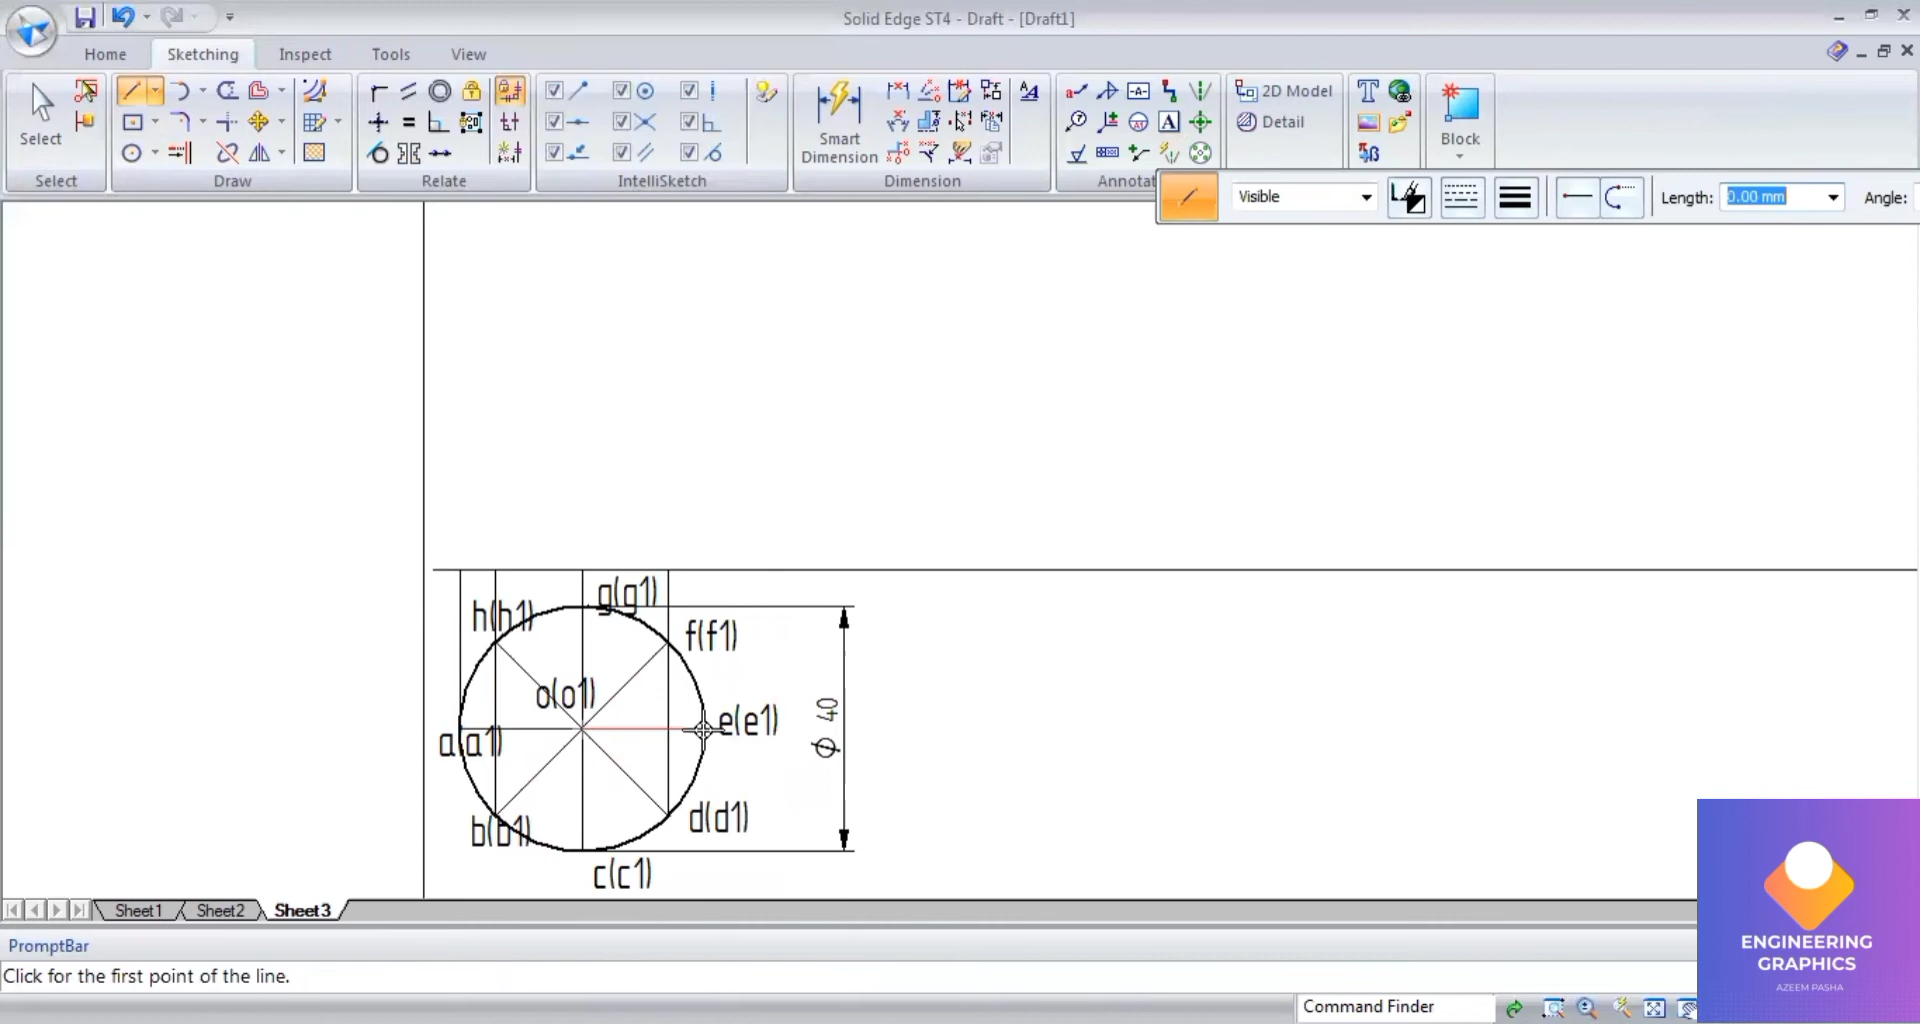 Solid Edge ST4 - Draft - [Draft1]
Home Sketching Inspect Tools View
2D Model
Detail
Select
Smart
Dimension
Block
Select Draw Relate IntelliSketch Dimension Annotat
Visible Length: 0.00 mm Angle:
g(g1)
h(h1)
f(f1)
o(o1)
e(e1)
a(a1)
ϕ 40
d(d1)
b(b1)
c(c1)
Sheet1 Sheet2 Sheet3
PromptBar
Click for the first point of the line.
Command Finder
ENGINEERING
GRAPHICS
AZEEM PASHA